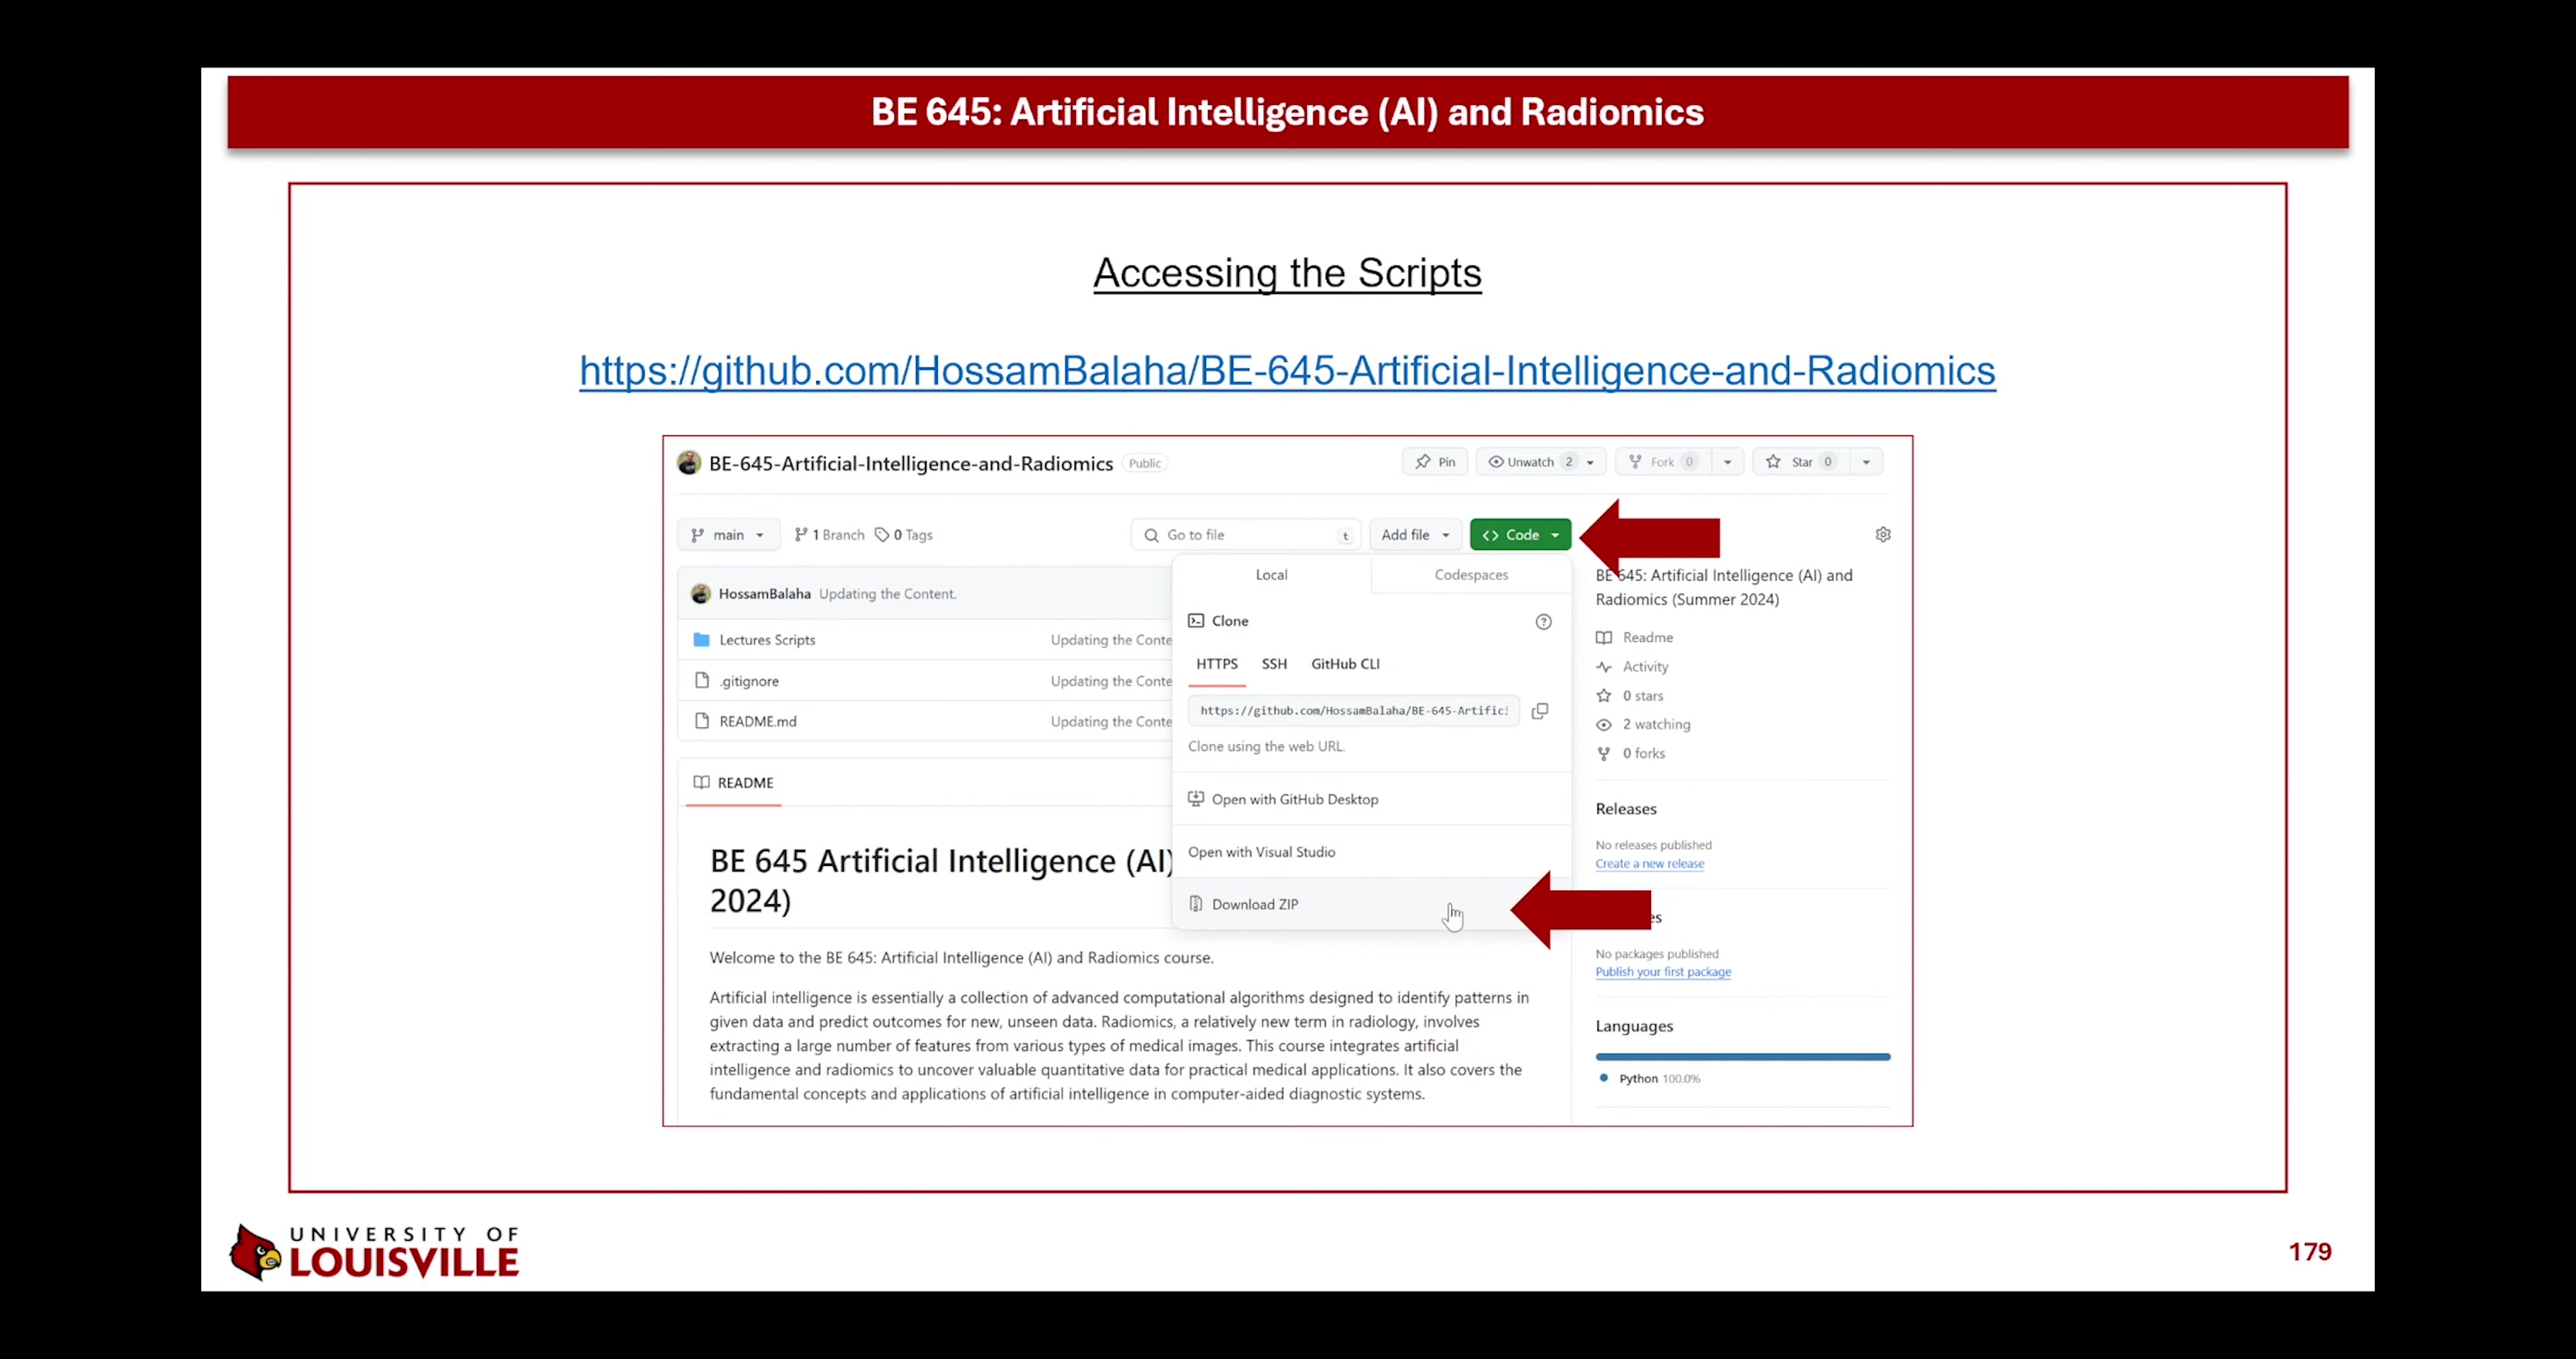 BE 645: Artificial Intelligence (AI) and Radiomics
Accessing the Scripts
https://github.com/HossamBalaha/BE-645-Artificial-Intelligence-and-Radiomics
BE-645-Artificial-Intelligence-and-Radiomics Public
Pin Unwatch 2 Fork 0 Star 0
main 1 Branch 0 Tags Go to file t Add file Code
HossamBalaha Updating the Content.
Lectures Scripts Updating the Conte
.gitignore Updating the Conte
README.md Updating the Conte
README
BE 645 Artificial Intelligence (AI)
2024)
Welcome to the BE 645: Artificial Intelligence (AI) and Radiomics course.
Artificial intelligence is essentially a collection of advanced computational algorithms designed to identify patterns in
given data and predict outcomes for new, unseen data. Radiomics, a relatively new term in radiology, involves
extracting a large number of features from various types of medical images. This course integrates artificial
intelligence and radiomics to uncover valuable quantitative data for practical medical applications. It also covers the
fundamental concepts and applications of artificial intelligence in computer-aided diagnostic systems.
Local Codespaces
Clone
HTTPS SSH GitHub CLI
https://github.com/HossamBalaha/BE-645-Artific
Clone using the web URL.
Open with GitHub Desktop
Open with Visual Studio
Download ZIP
BE 645: Artificial Intelligence (AI) and
Radiomics (Summer 2024)
Readme
Activity
0 stars
2 watching
0 forks
Releases
No releases published
Create a new release
es
No packages published
Publish your first package
Languages
Python 100.0%
UNIVERSITY OF
LOUISVILLE
179